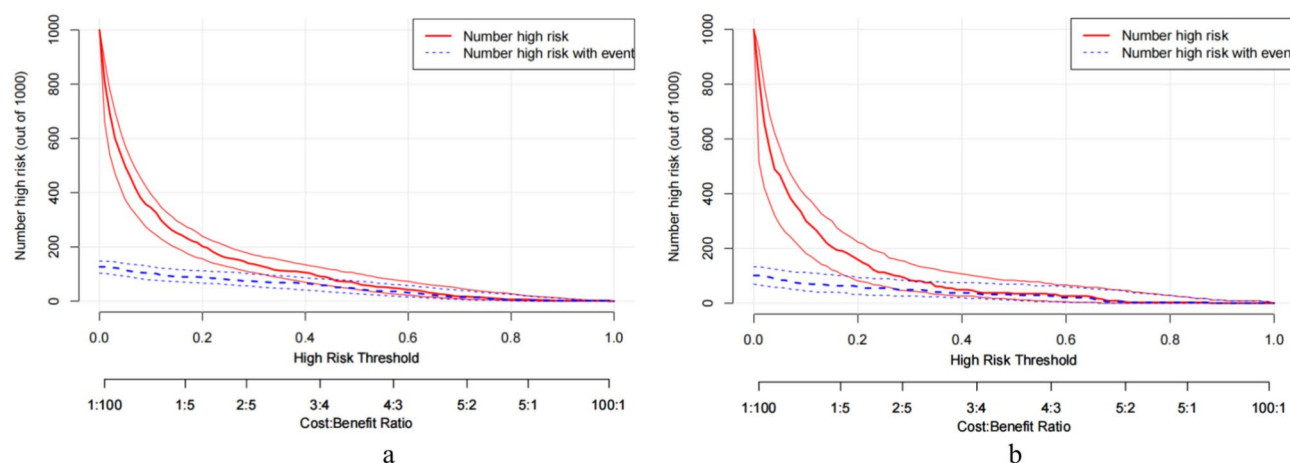 Number high risk
Number high risk with event
Number high risk (out of 1000)
1000
800
600
400
200
0
0.0 0.2 0.4 0.6 0.8 1.0
High Risk Threshold
1:100 1:5 2:5 3:4 4:3 5:2 5:1 100:1
Cost:Benefit Ratio
a
Number high risk
Number high risk with even
Number high risk (out of 1000)
1000
800
600
400
200
0
0.0 0.2 0.4 0.6 0.8 1.0
High Risk Threshold
1:100 1:5 2:5 3:4 4:3 5:2 5:1 100:1
Cost:Benefit Ratio
b